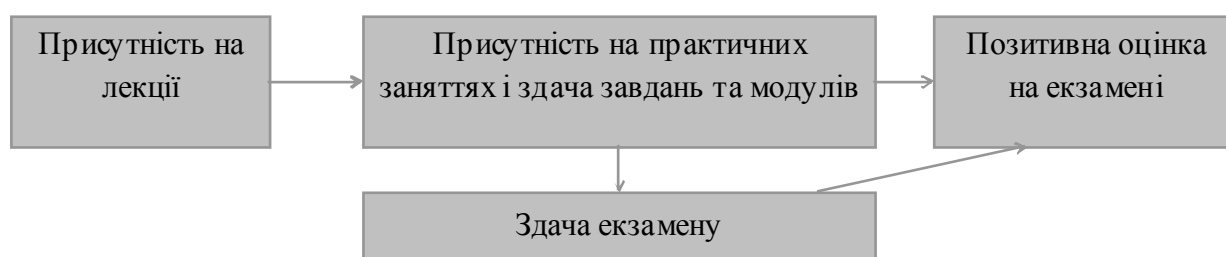 Присутність на
лекції
Присутність на практичних
заняттях і здача завдань та модулів
Позитивна оцінка
на екзамені
Здача екзамену